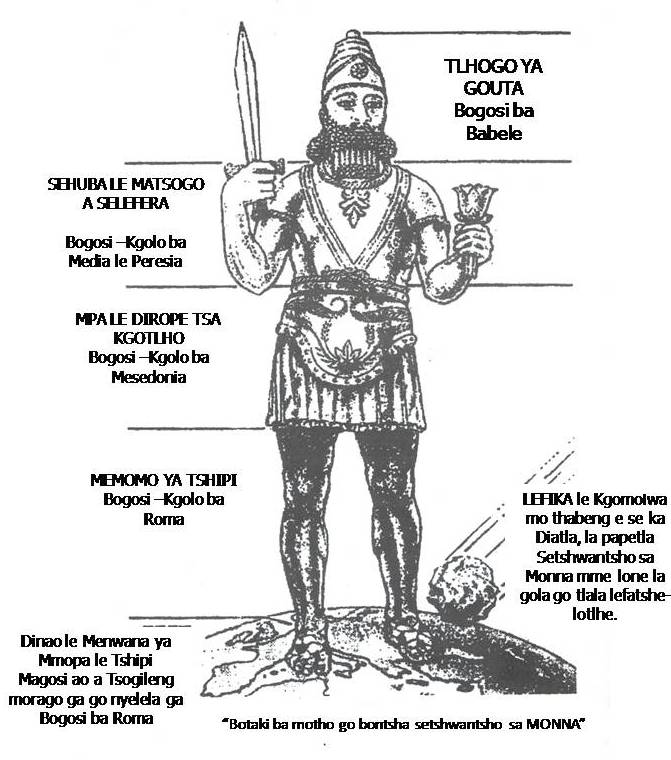 TLHOGO YA
GOUTA
Bogosi ba
Babele
SEHUBA LE MATSOGO
A SELEFERA
Bogosi –Kgolo ba
Media le Peresia
MPA LE DIROPE TSA
KGOTLHO
Bogosi –Kgolo ba
Mesedonia
MEMOMO YA TSHIPI
Bogosi –Kgolo ba
Roma
LEFIKA le Kgomolwa
mo thabeng e se ka
Diatla, la papetla
Setshwantsho sa
Monna mme lone la
gola go tlala lefatshe-
lotlhe.
Dinao le Menwana ya
Mmopa le Tshipi
Magosi ao a Tsogileng
morago ga go nyelela ga
Bogosi ba Roma
“Botaki ba motho go bontsha setshwantsho sa MONNA”